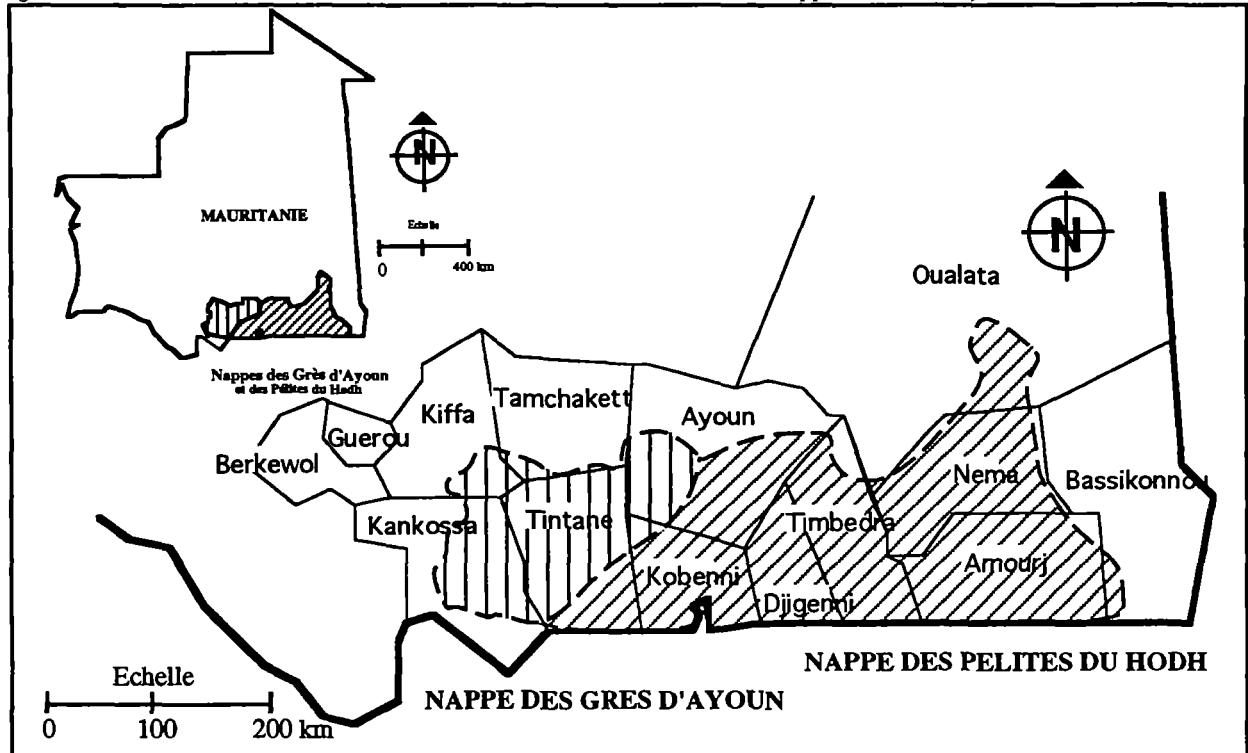 N
MAURITANIE
Echelle
0 400 km
Nappes des Grès d'Ayoun
et des Pélites du Hodh
N
Oualata
Tamchakett
Kiffa
Ayoun
Guerou
Berkewol
Nema
Bassikonnou
Kankossa
Tintane
Timbedra
Kobenni
Amourj
Djigenni
NAPPE DES PELITES DU HODH
Echelle
NAPPE DES GRES D'AYOUN
0 100 200 km